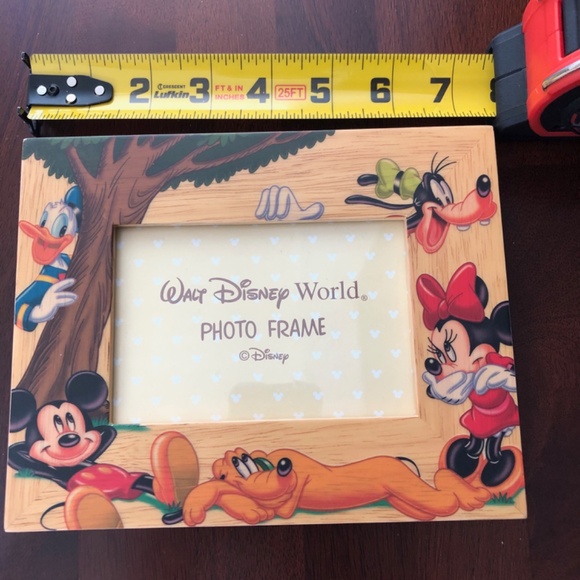 2 CRESCENT Lufkin 3 FT & IN INCHES 4 25FT 5 6 7
WALT DISNEY World®
PHOTO FRAME
© Disney